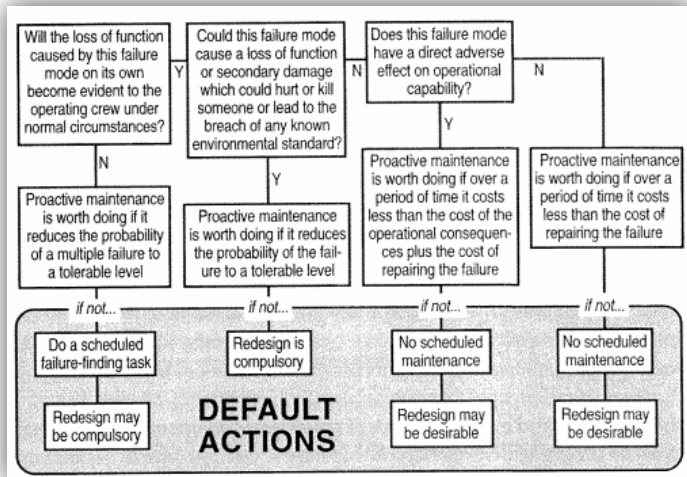 Will the loss of function
caused by this failure
mode on its own
become evident to the
operating crew under
normal circumstances?
Y
Could this failure mode
cause a loss of function
or secondary damage
which could hurt or kill
someone or lead to the
breach of any known
environmental standard?
N
Does this failure mode
have a direct adverse
effect on operational
capability?
N
N
Y
Y
Proactive maintenance
is worth doing if it
reduces the probability
of a multiple failure to
a tolerable level
Proactive maintenance
is worth doing if it reduces
the probability of the fail-
ure to a tolerable level
Proactive maintenance
is worth doing if over a
period of time it costs
less than the cost of the
operational consequen-
ces plus the cost of
repairing the failure
Proactive maintenance
is worth doing if over a
period of time it costs
less than the cost of
repairing the failure
if not...
if not...
if not...
if not...
Do a scheduled
failure-finding task
Redesign is
compulsory
No scheduled
maintenance
No scheduled
maintenance
Redesign may
be compulsory
DEFAULT
ACTIONS
Redesign may
be desirable
Redesign may
be desirable